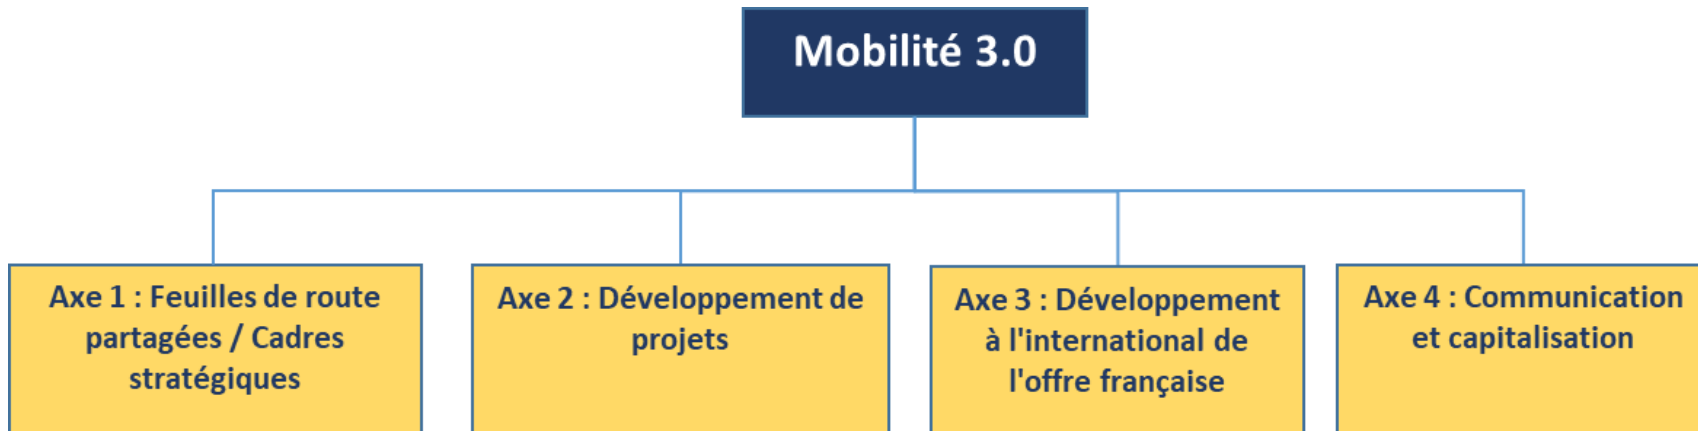 Mobilité 3.0
Axe 1 : Feuilles de route
partagées / Cadres
stratégiques
Axe 2 : Développement de
projets
Axe 3 : Développement
à l'international de
l'offre française
Axe 4 : Communication
et capitalisation